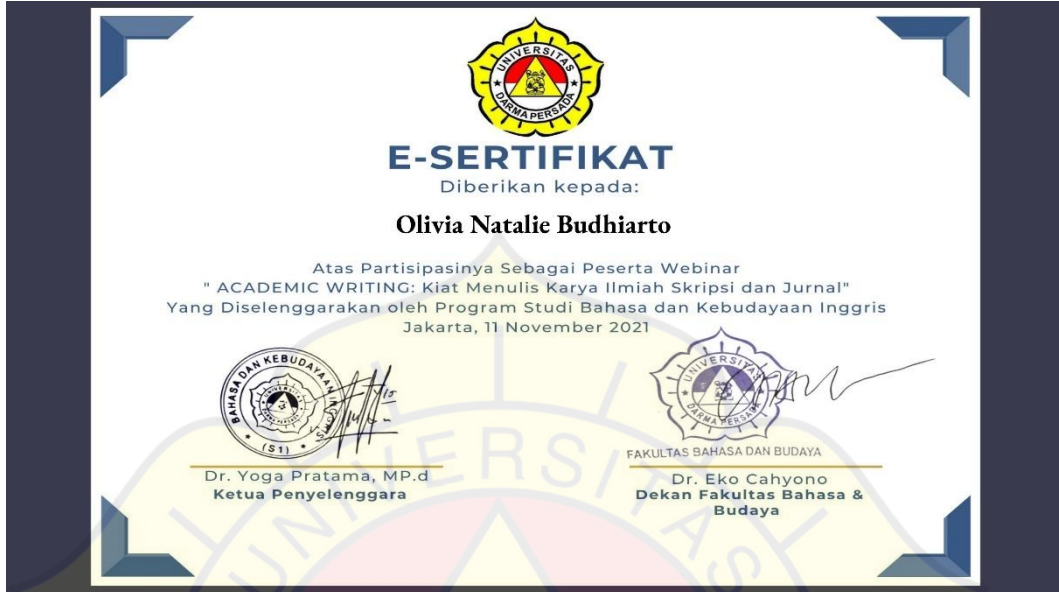 UNIVERSITAS
DARMA PERSADA
E-SERTIFIKAT
Diberikan kepada:
Olivia Natalie Budhiarto
Atas Partisipasinya Sebagai Peserta Webinar
" ACADEMIC WRITING: Kiat Menulis Karya Ilmiah Skripsi dan Jurnal"
Yang Diselenggarakan oleh Program Studi Bahasa dan Kebudayaan Inggris
Jakarta, 11 November 2021
BAHASA DAN KEBUDAYAAN INGGRIS
(S1)
UNIVERSITAS
DARMA PERSADA
FAKULTAS BAHASA DAN BUDAYA
Dr. Yoga Pratama, MP.d
Ketua Penyelenggara
Dr. Eko Cahyono
Dekan Fakultas Bahasa &
Budaya
UNIVERSITAS